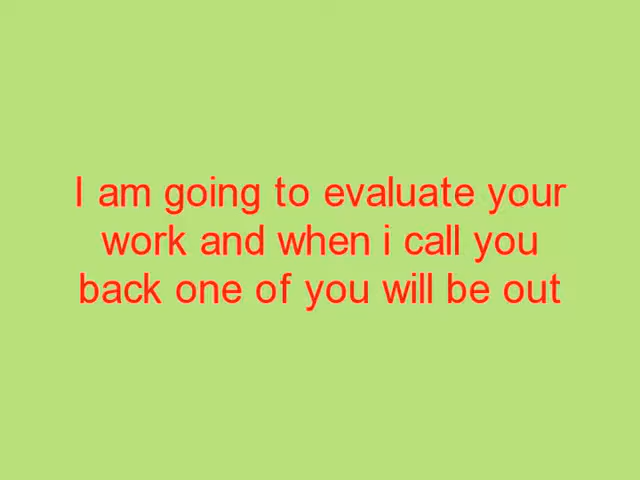 I am going to evaluate your
work and when i call you
back one of you will be out